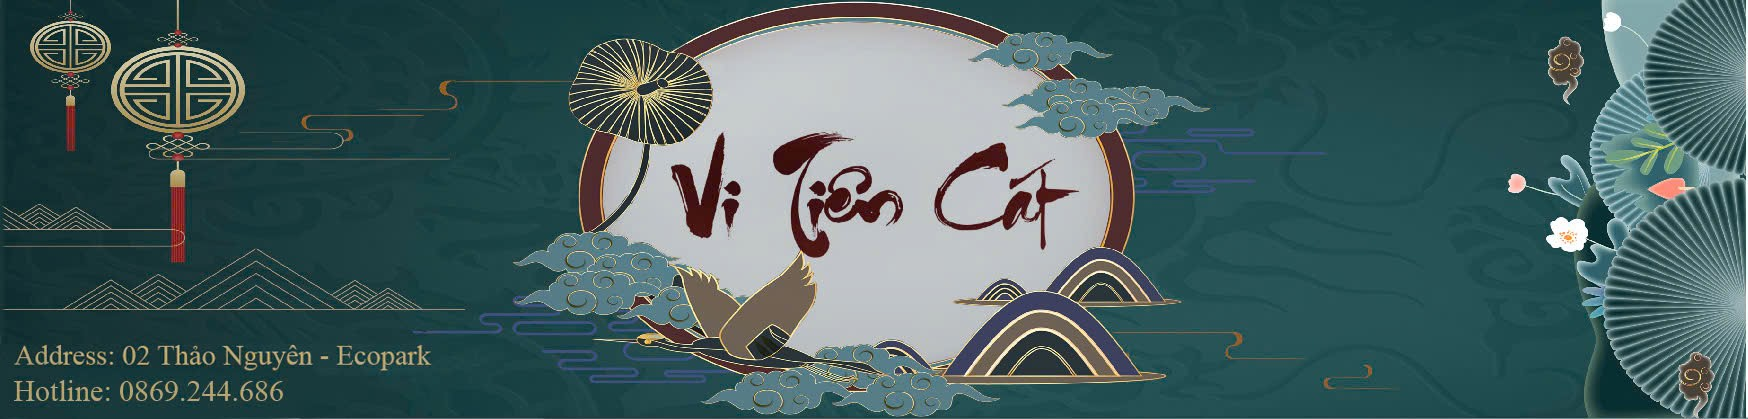 Vi Tiên Cát
Address: 02 Thảo Nguyên - Ecopark
Hotline: 0869.244.686